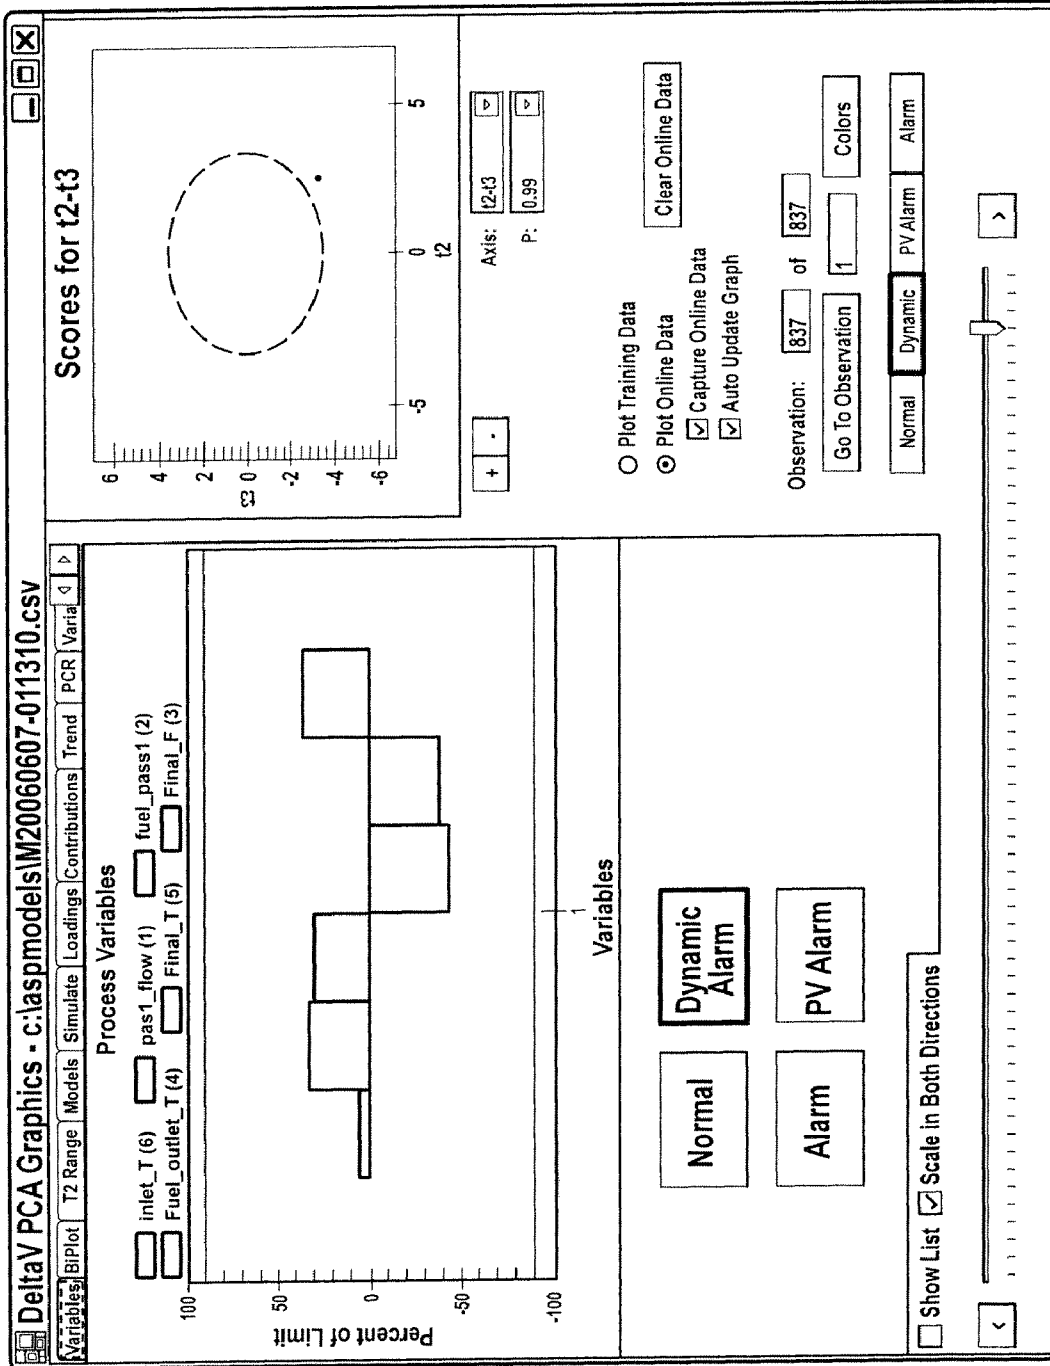 DeltaV PCA Graphics - c:\aspmodels\M20060607-011310.csv
Variables BiPlot T2 Range Models Simulate Loadings Contributions Trend PCR Varia
Process Variables
inlet_T (6) pas1_flow (1) fuel_pass1 (2)
Fuel_outlet_T (4) Final_T (5) Final_F (3)
100
50
0
-50
-100
Percent of Limit
1
Variables
Normal
Dynamic
Alarm
Alarm
PV Alarm
Show List Scale in Both Directions
Scores for t2-t3
6
4
2
0
-2
-4
-6
t3
-5 0 5
t2
+ -
Axis: t2-t3
P: 0.99
Plot Training Data
Plot Online Data
Capture Online Data
Auto Update Graph
Clear Online Data
Observation: 837 of 837
Go To Observation 1 Colors
Normal Dynamic PV Alarm Alarm
< >